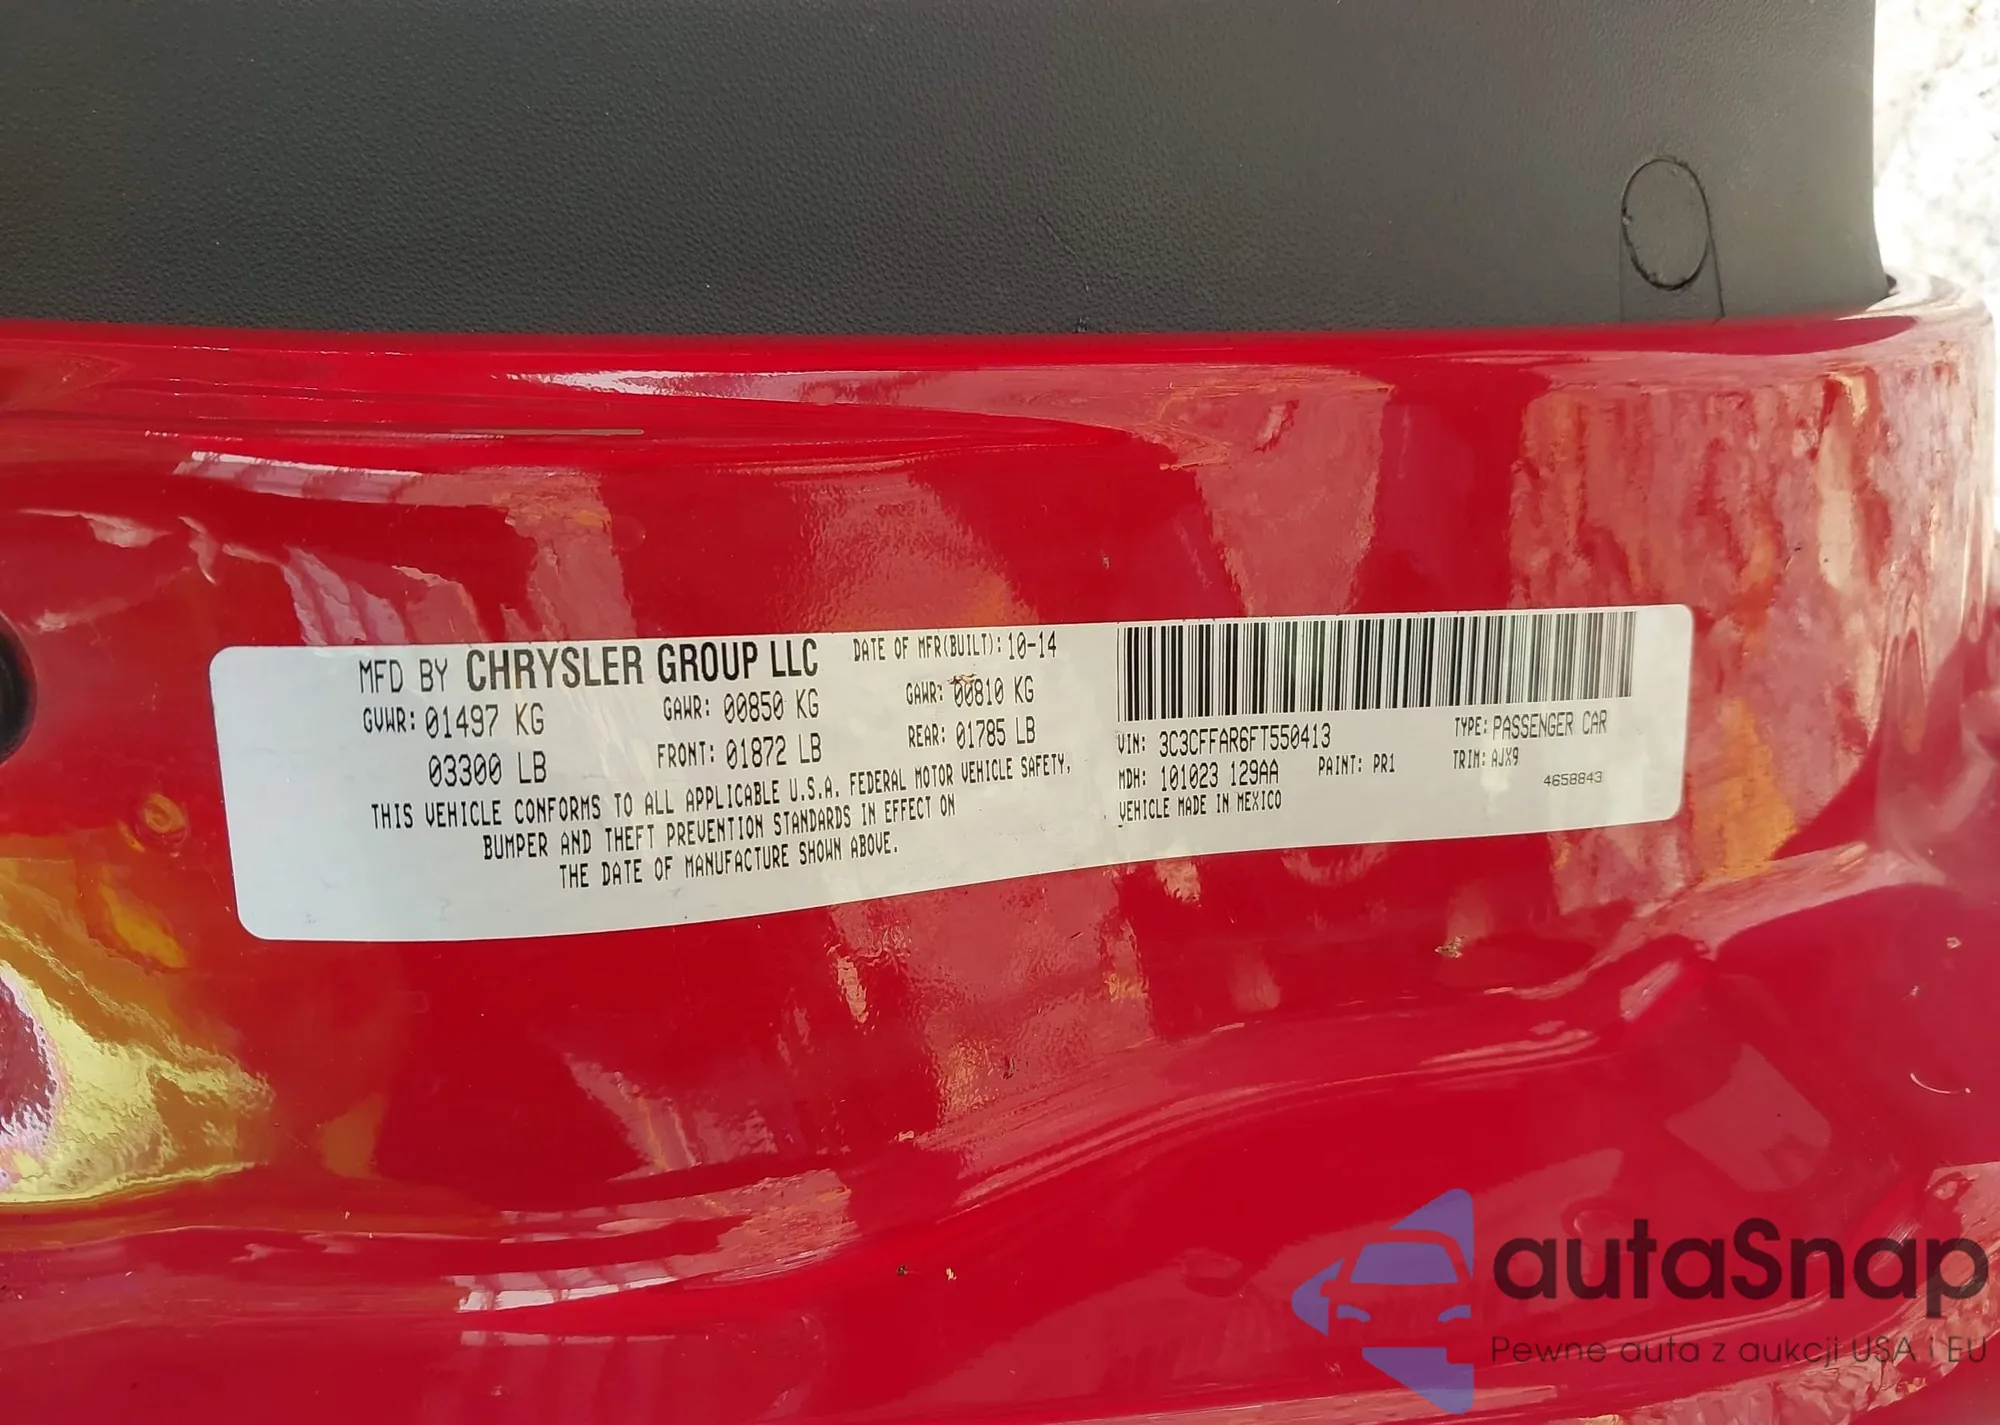 MFD BY CHRYSLER GROUP LLC DATE OF MFR(BUILT): 10-14
GVWR: 01497 KG GAWR: 00850 KG GAWR: 00810 KG
03300 LB FRONT: 01872 LB REAR: 01785 LB
THIS VEHICLE CONFORMS TO ALL APPLICABLE U.S.A. FEDERAL MOTOR VEHICLE SAFETY,
BUMPER AND THEFT PREVENTION STANDARDS IN EFFECT ON
THE DATE OF MANUFACTURE SHOWN ABOVE.
VIN: 3C3CFFAR6FT550413 TYPE: PASSENGER CAR
MDH: 101023 129AA PAINT: PR1 TRIM: AJX9
VEHICLE MADE IN MEXICO 4658843
autaSnap
Pewne auta z aukcji USA i EU